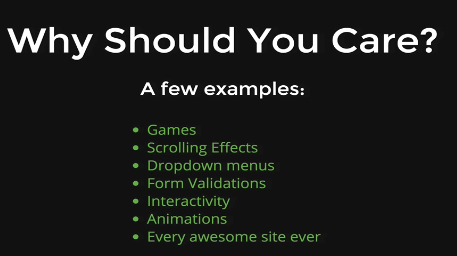 Why Should You Care?
A few examples:
Games
Scrolling Effects
Dropdown menus
Form Validations
Interactivity
Animations
Every awesome site ever